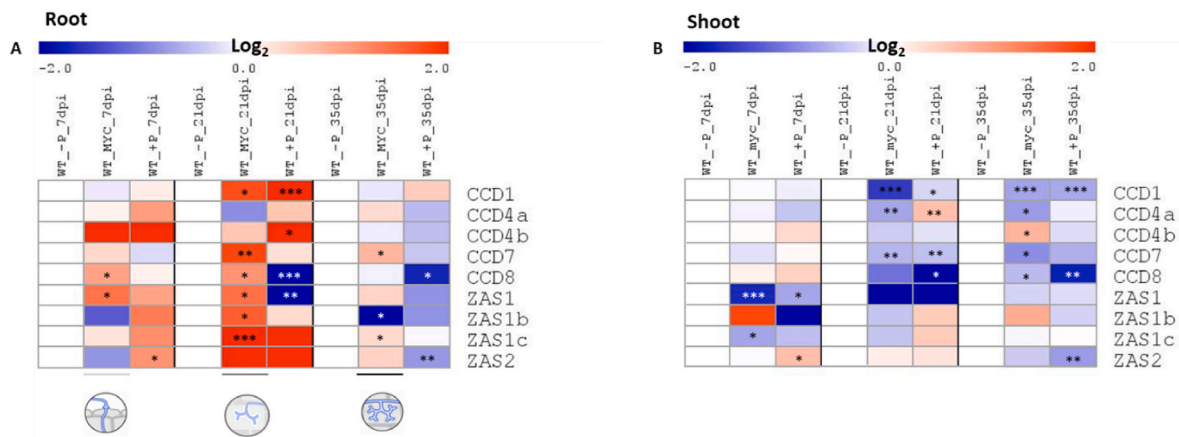 Root
A
Log2
-2.0 0.0 2.0
WT_-P_7dpi
WT_MYC_7dpi
WT_+P_7dpi
WT_-P_21dpi
WT_MYC_21dpi
WT_+P_21dpi
WT_-P_35dpi
WT_MYC_35dpi
WT_+P_35dpi
* *** CCD1
CCD4a
* CCD4b
** * CCD7
* * *** * CCD8
* * ** ZAS1
* * ZAS1b
*** * ZAS1c
* ** ZAS2
Shoot
B
Log2
-2.0 0.0 2.0
WT_-P_7dpi
WT_myc_7dpi
WT_+P_7dpi
WT_-P_21dpi
WT_myc_21dpi
WT_+P_21dpi
WT_-P_35dpi
WT_myc_35dpi
WT_+P_35dpi
*** * *** *** CCD1
** ** * CCD4a
* CCD4b
** ** * CCD7
* * ** CCD8
*** * ZAS1
ZAS1b
* ZAS1c
* ** ZAS2